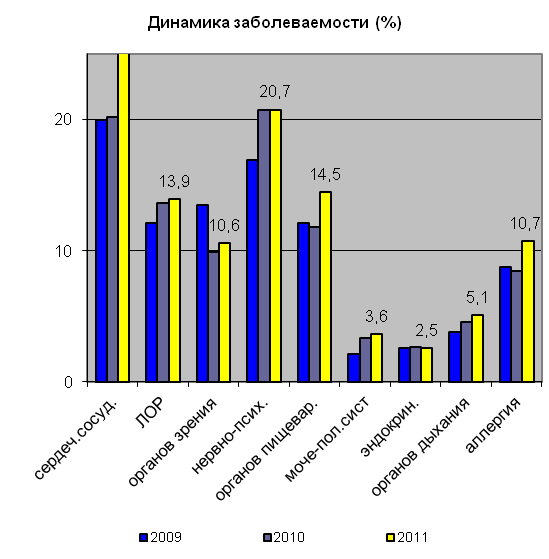 Динамика заболеваемости (%)
20
10
0
13,9
10,6
20,7
14,5
3,6
2,5
5,1
10,7
сердеч.сосуд.
ЛОР
органов зрения
нервно-псих.
органов пищевар.
моче-пол.сист
эндокрин.
органов дыхания
аллергия
2009 2010 2011